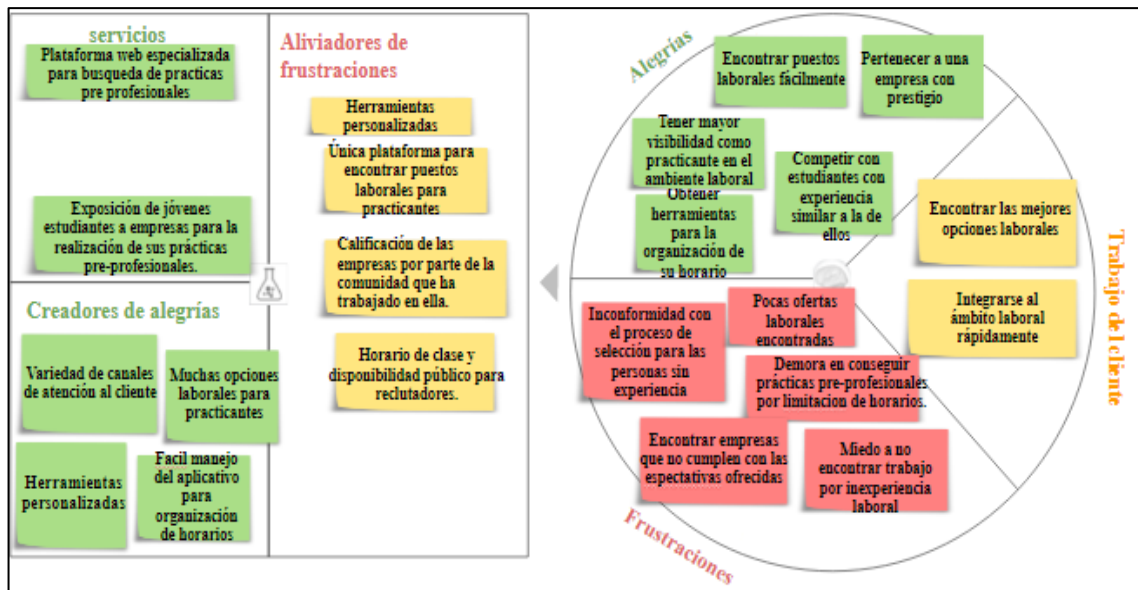 servicios
Plataforma web especializada
para busqueda de practicas
pre profesionales
Exposición de jóvenes
estudiantes a empresas para la
realización de sus prácticas
pre-profesionales.
Creadores de alegrías
Variedad de canales
de atención al cliente
Muchas opciones
laborales para
practicantes
Herramientas
personalizadas
Facil manejo
del aplicativo
para
organización
de horarios
Aliviadores de
frustraciones
Herramientas
personalizadas
Única plataforma para
encontrar puestos
laborales para
practicantes
Calificación de las
empresas por parte de la
comunidad que ha
trabajado en ella.
Horario de clase y
disponibilidad público para
reclutadores.
Alegrías
Encontrar puestos
laborales fácilmente
Pertenecer a una
empresa con
prestigio
Tener mayor
visibilidad como
practicante en el
ambiente laboral
Competir con
estudiantes con
experiencia
similar a la de
ellos
Obtener
herramientas
para la
organización de
su horario
Trabajo del cliente
Encontrar las mejores
opciones laborales
Integrarse al
ámbito laboral
rápidamente
Inconformidad con
el proceso de
selección para las
personas sin
experiencia
Pocas ofertas
laborales
encontradas
Demora en conseguir
prácticas pre-profesionales
por limitacion de horarios.
Encontrar empresas
que no cumplen con las
espectativas ofrecidas
Miedo a no
encontrar trabajo
por inexperiencia
laboral
Frustraciones